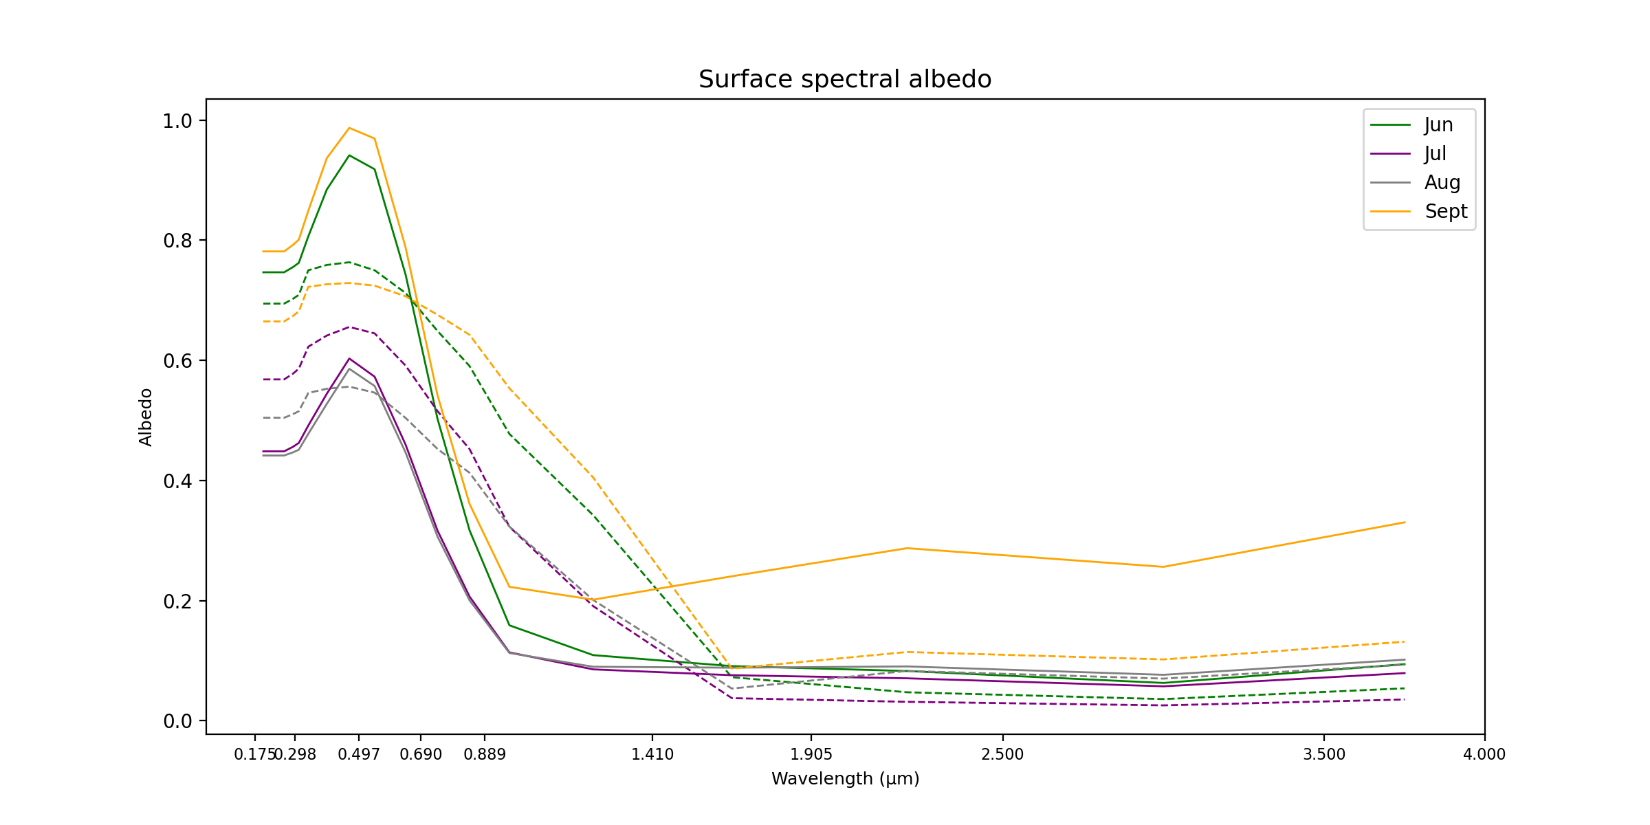 Surface spectral albedo
Jun
Jul
Aug
Sept
1.0
0.8
0.6
0.4
0.2
0.0
Albedo
0.175 0.298 0.497 0.690 0.889 1.410 1.905 2.500 3.500 4.000
Wavelength (μm)